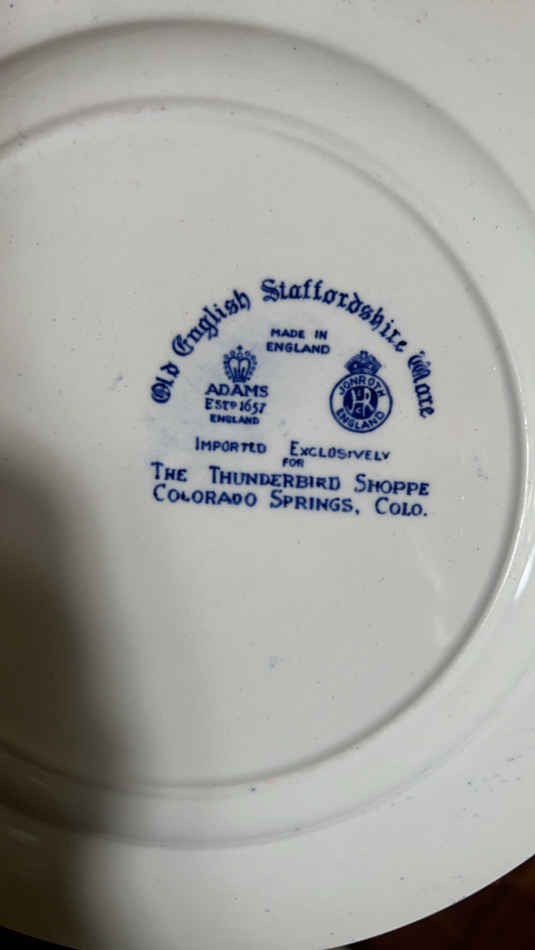 Old English Staffordshire Ware
MADE IN
ENGLAND
ADAMS
ESTD 1657
ENGLAND
JONROTH
ENGLAND
IMPORTED EXCLUSIVELY
FOR
THE THUNDERBIRD SHOPPE
COLORADO SPRINGS, COLO.